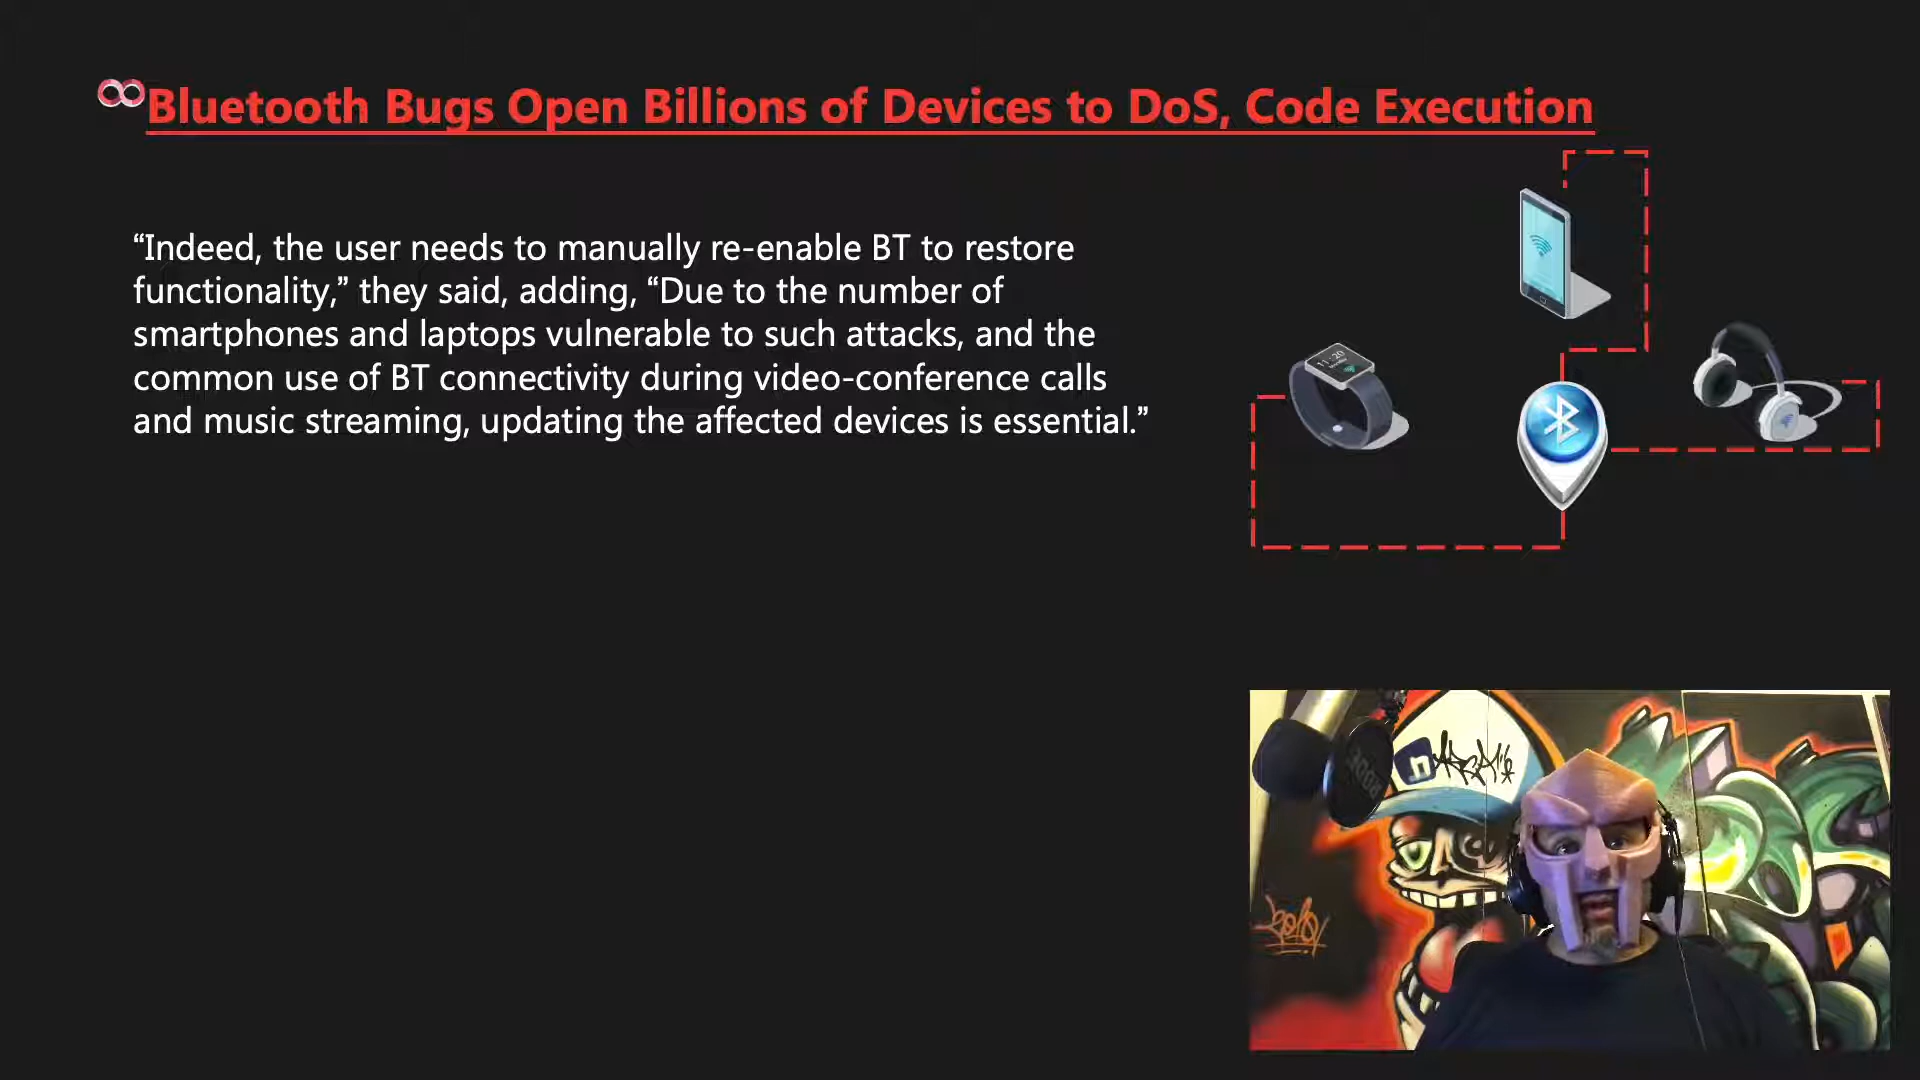 Bluetooth Bugs Open Billions of Devices to DoS, Code Execution
“Indeed, the user needs to manually re-enable BT to restore
functionality,” they said, adding, “Due to the number of
smartphones and laptops vulnerable to such attacks, and the
common use of BT connectivity during video-conference calls
and music streaming, updating the affected devices is essential.”
11:20
RODE